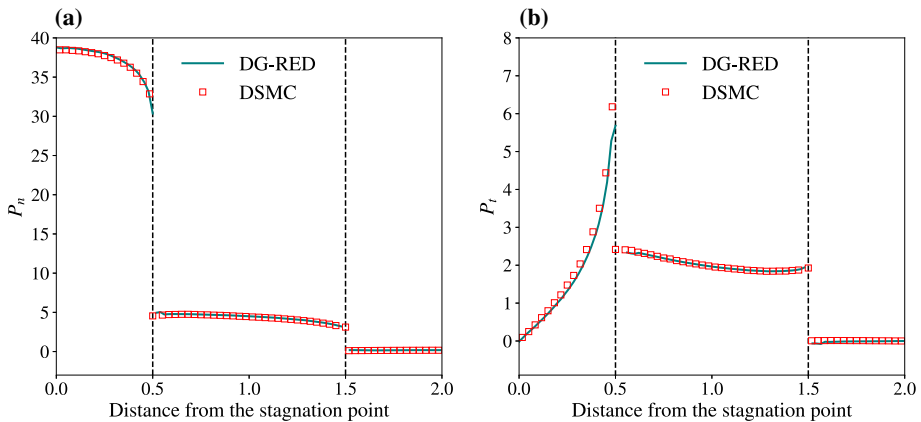 (a)
40
35
30
25
20
15
10
5
0
P_n
DG-RED
DSMC
0.0 0.5 1.0 1.5 2.0
Distance from the stagnation point
(b)
8
7
6
5
4
3
2
1
0
−1
P_t
DG-RED
DSMC
0.0 0.5 1.0 1.5 2.0
Distance from the stagnation point